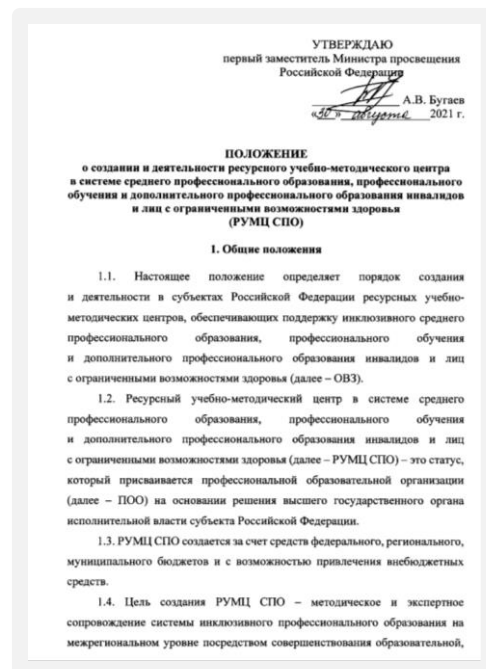 УТВЕРЖДАЮ
первый заместитель Министра просвещения
Российской Федерации
А.В. Бугаев
«30» августа 2021 г.
ПОЛОЖЕНИЕ
о создании и деятельности ресурсного учебно-методического центра
в системе среднего профессионального образования, профессионального
обучения и дополнительного профессионального образования инвалидов
и лиц с ограниченными возможностями здоровья
(РУМЦ СПО)
1. Общие положения
1.1. Настоящее положение определяет порядок создания
и деятельности в субъектах Российской Федерации ресурсных учебно-
методических центров, обеспечивающих поддержку инклюзивного среднего
профессионального образования, профессионального обучения
и дополнительного профессионального образования инвалидов и лиц
с ограниченными возможностями здоровья (далее – ОВЗ).
1.2. Ресурсный учебно-методический центр в системе среднего
профессионального образования, профессионального обучения
и дополнительного профессионального образования инвалидов и лиц
с ограниченными возможностями здоровья (далее – РУМЦ СПО) – это статус,
который присваивается профессиональной образовательной организации
(далее – ПОО) на основании решения высшего государственного органа
исполнительной власти субъекта Российской Федерации.
1.3. РУМЦ СПО создается за счет средств федерального, регионального,
муниципального бюджетов и с возможностью привлечения внебюджетных
средств.
1.4. Цель создания РУМЦ СПО – методическое и экспертное
сопровождение системы инклюзивного профессионального образования на
межрегиональном уровне посредством совершенствования образовательной,